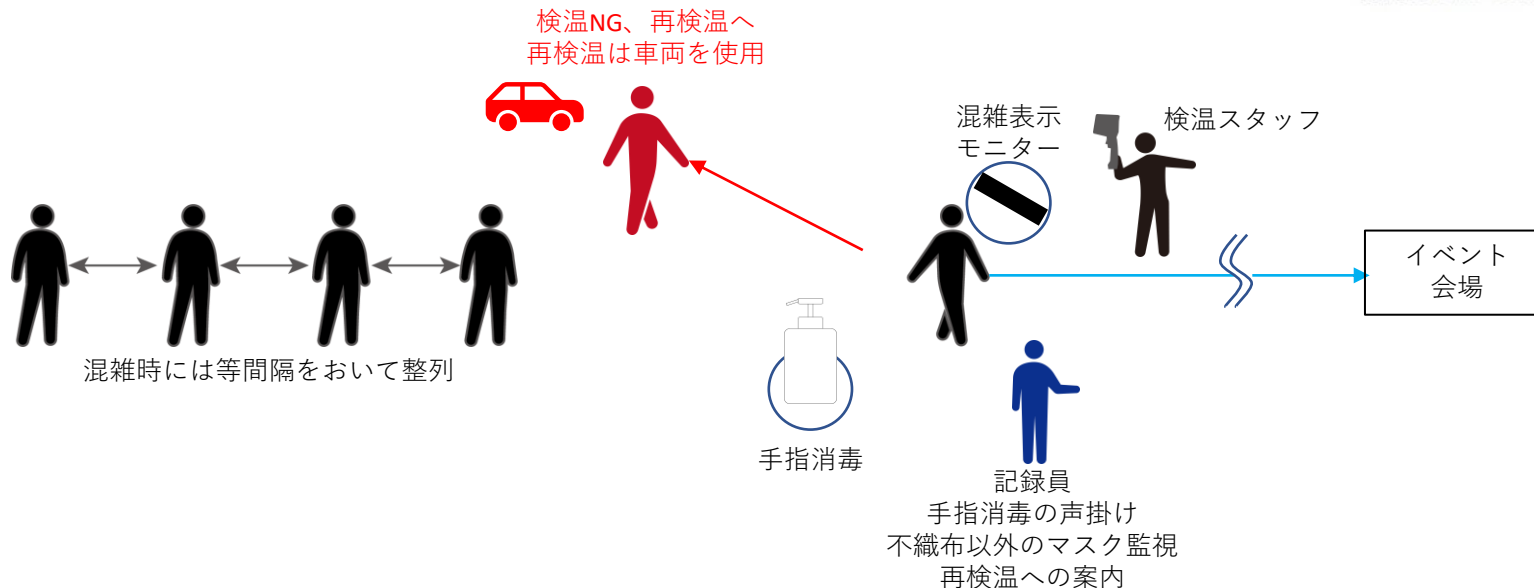 検温NG、再検温へ
再検温は車両を使用
混雑表示
モニター
検温スタッフ
イベント
会場
混雑時には等間隔をおいて整列
手指消毒
記録員
手指消毒の声掛け
不織布以外のマスク監視
再検温への案内